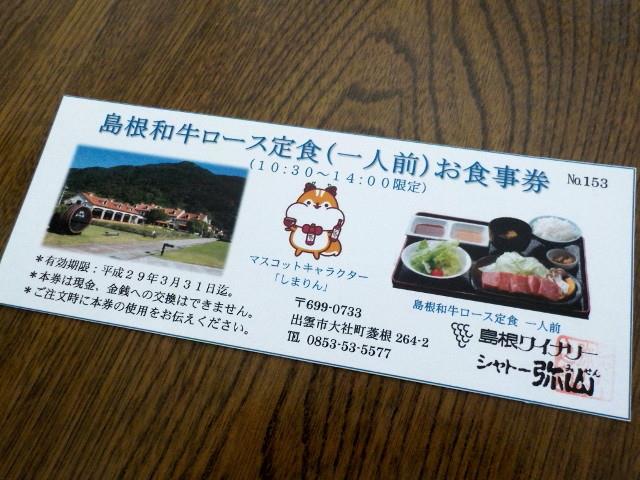 島根和牛ロース定食(一人前)お食事券
No.153
(10:30～14:00限定)
マスコットキャラクター
「しまりん」
島根和牛ロース定食 一人前
*有効期限：平成29年3月31日迄。
*本券は現金、金銭への交換はできません。
*ご注文時に本券の使用をお伝えください。
〒699-0733
出雲市大社町菱根264-2
℡ 0853-53-5577
島根ワイナリー
シャトー弥山
みせん